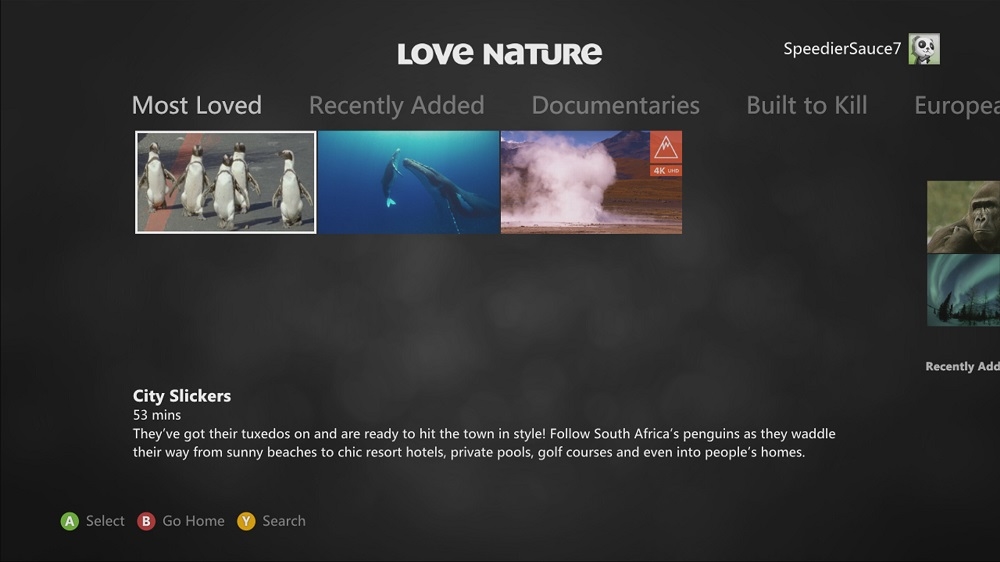 LOVE NATURE
SpeedierSauce7
Most Loved Recently Added Documentaries Built to Kill Europea
4K UHD
Recently Add
City Slickers
53 mins
They've got their tuxedos on and are ready to hit the town in style! Follow South Africa's penguins as they waddle
their way from sunny beaches to chic resort hotels, private pools, golf courses and even into people's homes.
A Select B Go Home Y Search